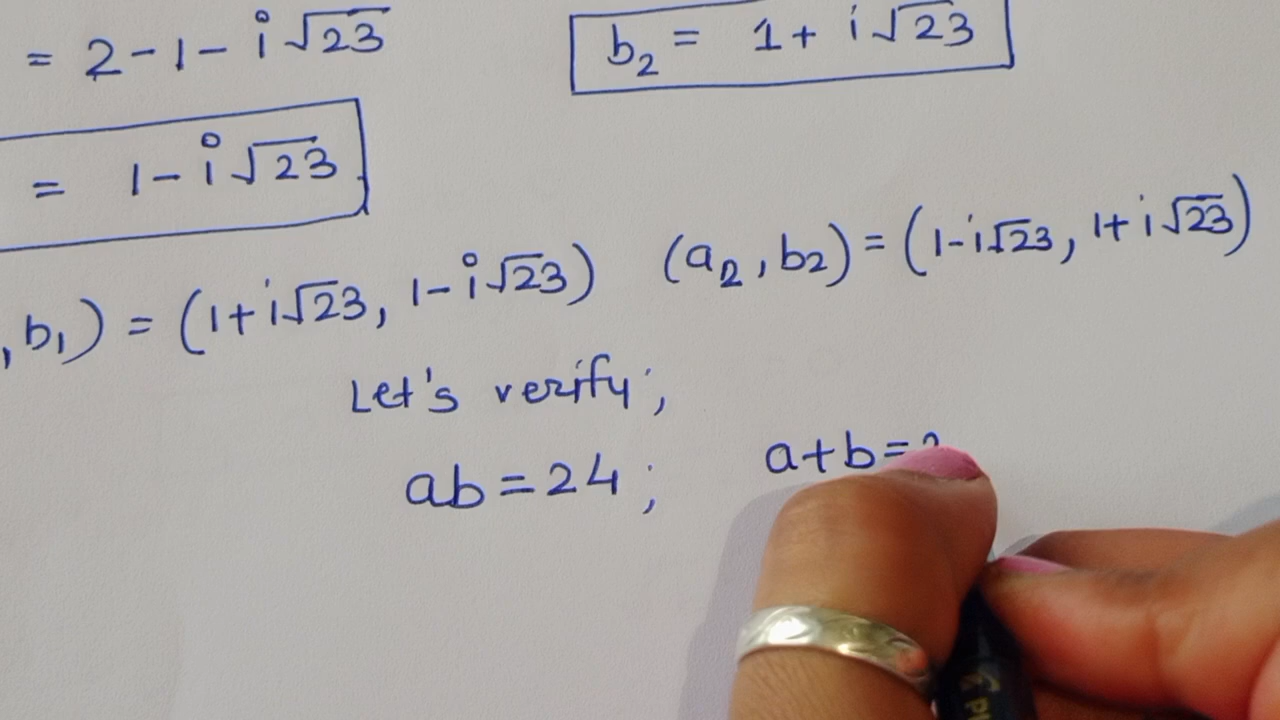 = 2 - 1 - i√23
b₂ = 1 + i√23
= 1 - i√23
, b₁) = (1+i√23, 1-i√23)
(a₂, b₂) = (1-i√23, 1+i√23)
Let's verify;
ab = 24;
a+b=